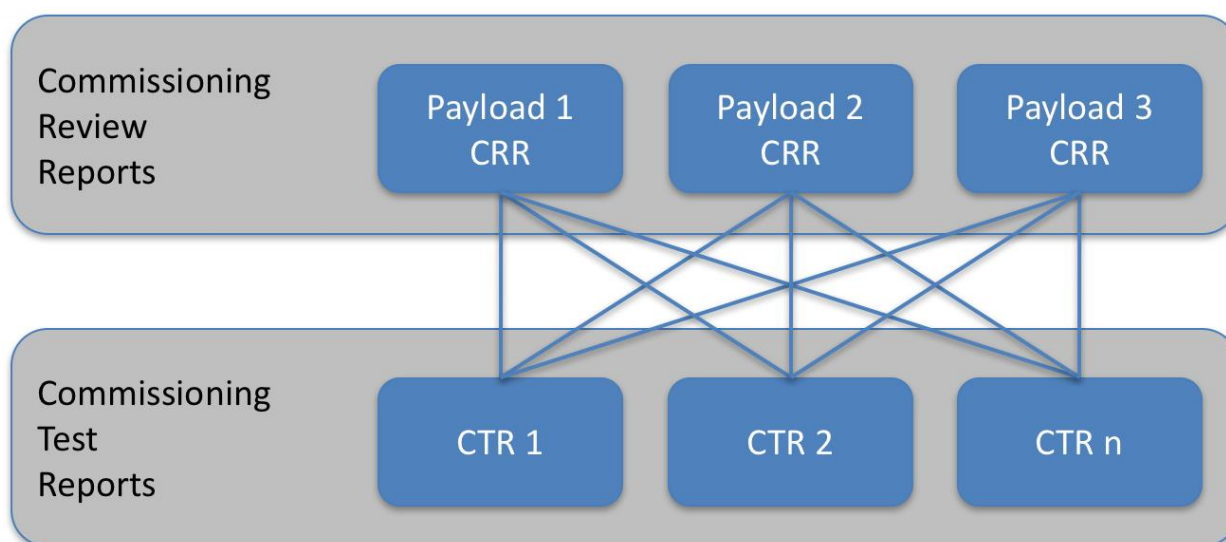 Commissioning
Review
Reports
Payload 1
CRR
Payload 2
CRR
Payload 3
CRR
Commissioning
Test
Reports
CTR 1
CTR 2
CTR n